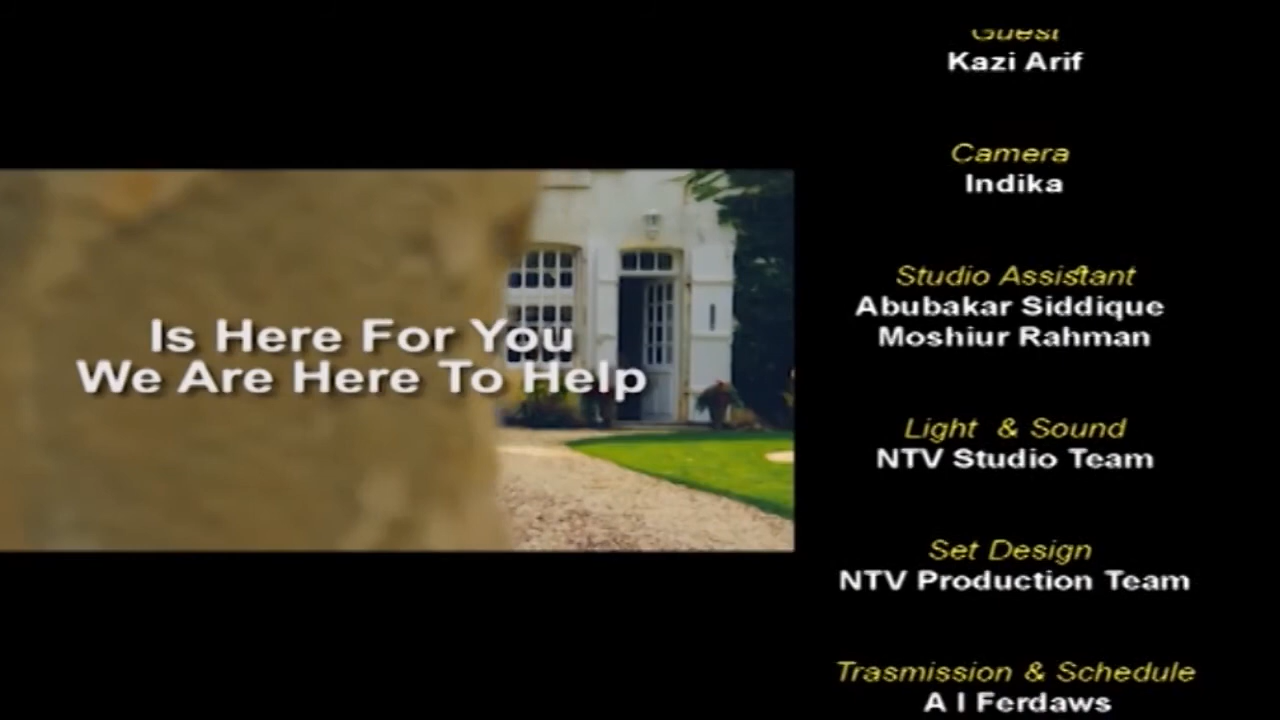 Is Here For You
We Are Here To Help
Guest
Kazi Arif
Camera
Indika
Studio Assistant
Abubakar Siddique
Moshiur Rahman
Light & Sound
NTV Studio Team
Set Design
NTV Production Team
Trasmission & Schedule
A I Ferdaws